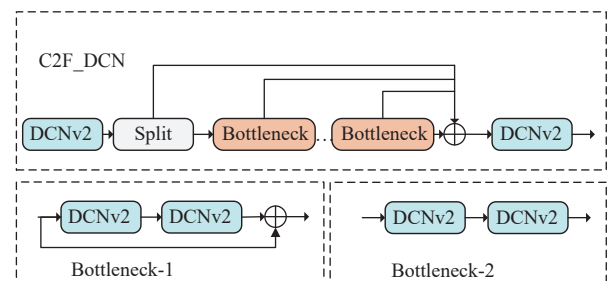 C2F_DCN
DCNv2 Split Bottleneck ... Bottleneck DCNv2
DCNv2 DCNv2
Bottleneck-1
DCNv2 DCNv2
Bottleneck-2